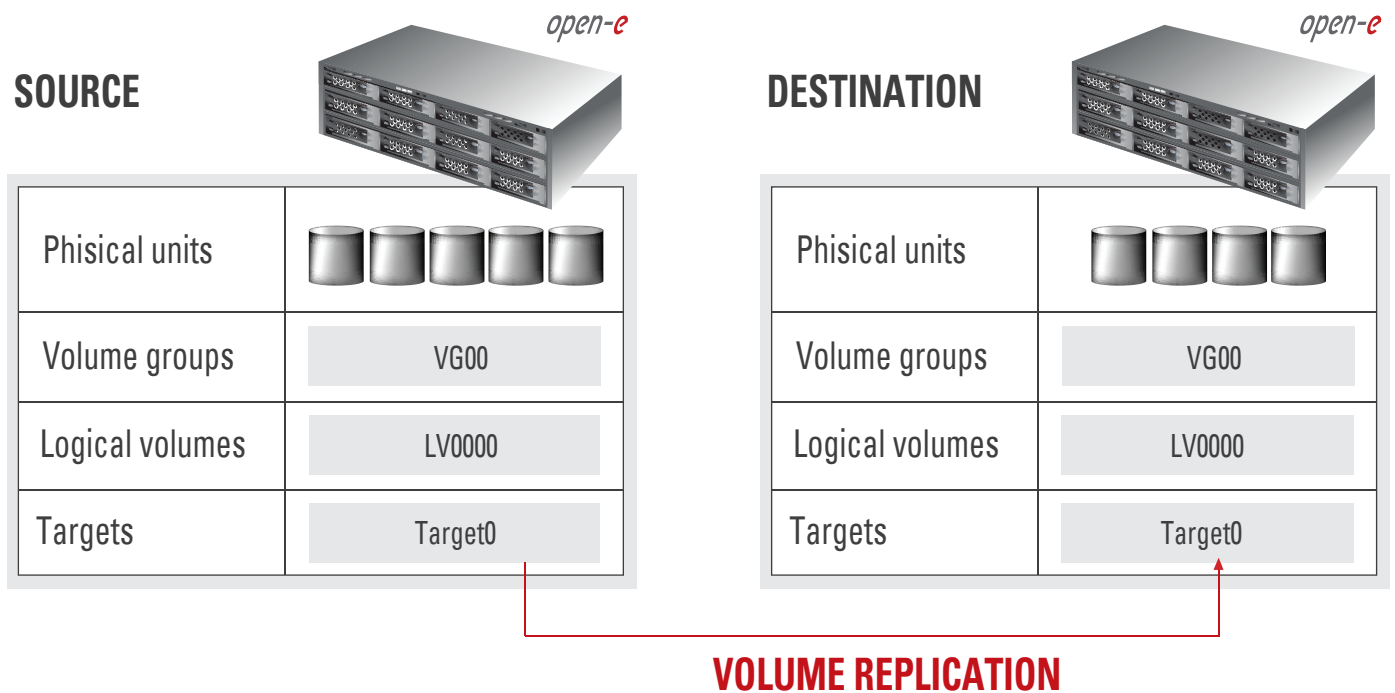 open-e
open-e
SOURCE
DESTINATION
Phisical units
Volume groups
VG00
Logical volumes
LV0000
Targets
Target0
Phisical units
Volume groups
VG00
Logical volumes
LV0000
Targets
Target0
VOLUME REPLICATION